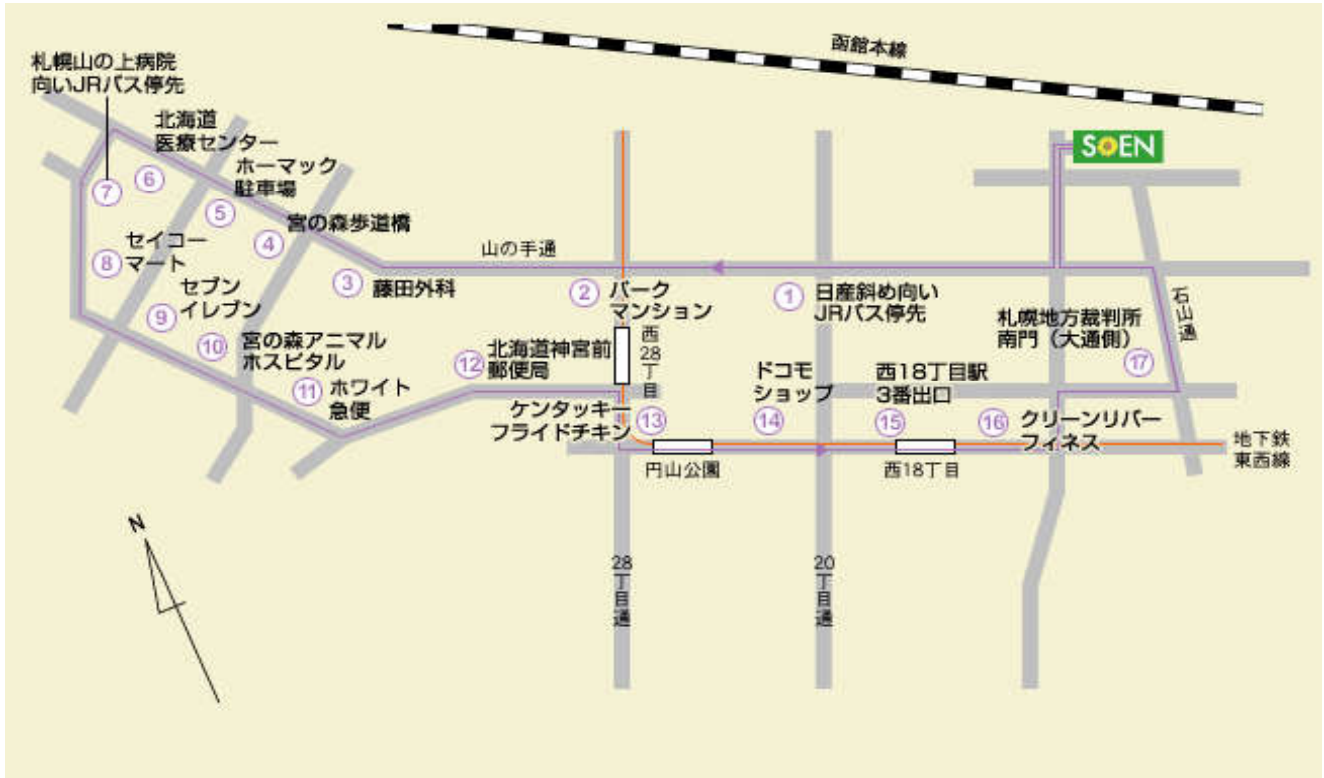 函館本線
札幌山の上病院
向いJRバス停先
北海道
医療センター
SOEN
ホーマック
駐車場
7
6
5
宮の森歩道橋
4
山の手通
セイコー
マート
8
3
藤田外科
2
パーク
マンション
1
日産斜め向い
JRバス停先
石山通
セブン
イレブン
9
札幌地方裁判所
南門（大通側）
17
宮の森アニマル
ホスピタル
10
西28丁目
12
北海道神宮前
郵便局
ドコモ
ショップ
西18丁目駅
3番出口
11
ホワイト
急便
ケンタッキー
フライドチキン
13
14
15
16
クリーンリバー
フィネス
地下鉄
東西線
円山公園
西18丁目
N
28丁目通
20丁目通